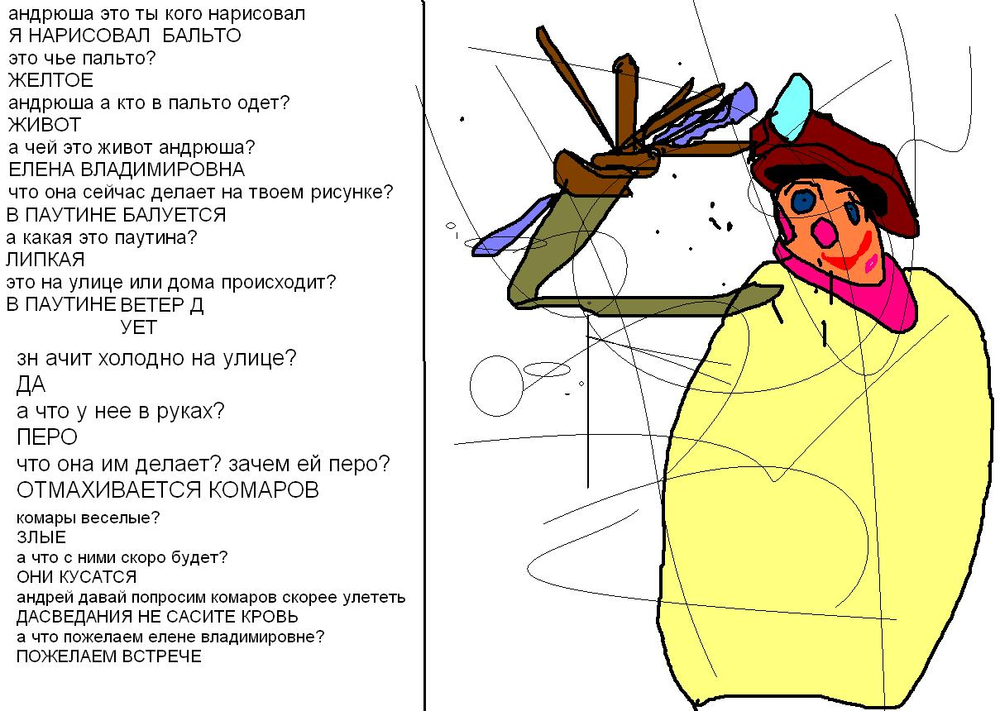 андрюша это ты кого нарисовал
Я НАРИСОВАЛ БАЛЬТО
это чье пальто?
ЖЕЛТОЕ
андрюша а кто в пальто одет?
ЖИВОТ
а чей это живот андрюша?
ЕЛЕНА ВЛАДИМИРОВНА
что она сейчас делает на твоем рисунке?
В ПАУТИНЕ БАЛУЕТСЯ
а какая это паутина?
ЛИПКАЯ
это на улице или дома происходит?
В ПАУТИНЕ ВЕТЕР Д
УЕТ
зн ачит холодно на улице?
ДА
а что у нее в руках?
ПЕРО
что она им делает? зачем ей перо?
ОТМАХИВАЕТСЯ КОМАРОВ
комары веселые?
ЗЛЫЕ
а что с ними скоро будет?
ОНИ КУСАТСЯ
андрей давай попросим комаров скорее улететь
ДАСВЕДАНИЯ НЕ САСИТЕ КРОВЬ
а что пожелаем елене владимировне?
ПОЖЕЛАЕМ ВСТРЕЧЕ